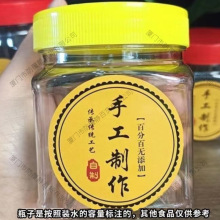 手工制作
【百分百无添加】
传承传统工艺
自制
瓶子是按照装水的容量标注的，其他食品仅供参考